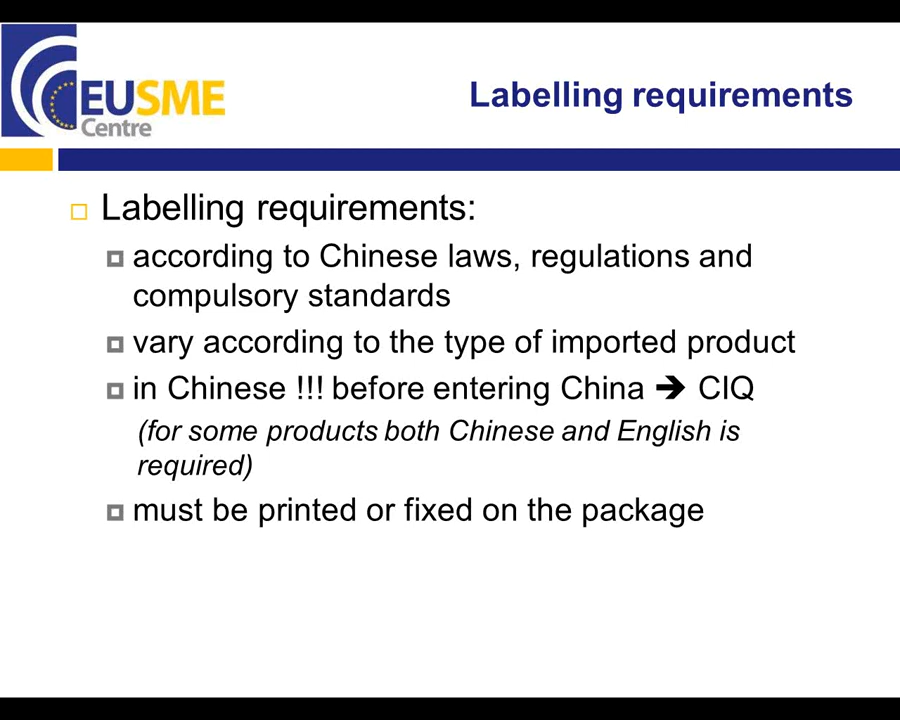 EUSME
Centre
Labelling requirements
Labelling requirements:
according to Chinese laws, regulations and
compulsory standards
vary according to the type of imported product
in Chinese !!! before entering China ➔ CIQ
(for some products both Chinese and English is
required)
must be printed or fixed on the package